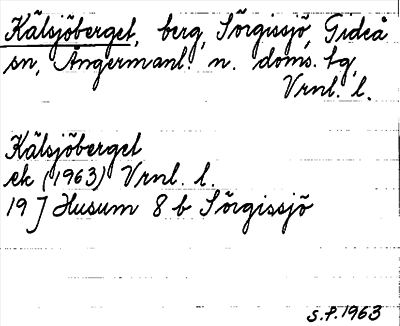 Kälsjöberget, berg, Sörgissjö, Gideå
sn, Ångermanl. n. doms. tg,
Vrnl. l.
Kälsjöberget
ek (1963) Vrnl. l.
19 J Husum 8 b Sörgissjö
S.P. 1963